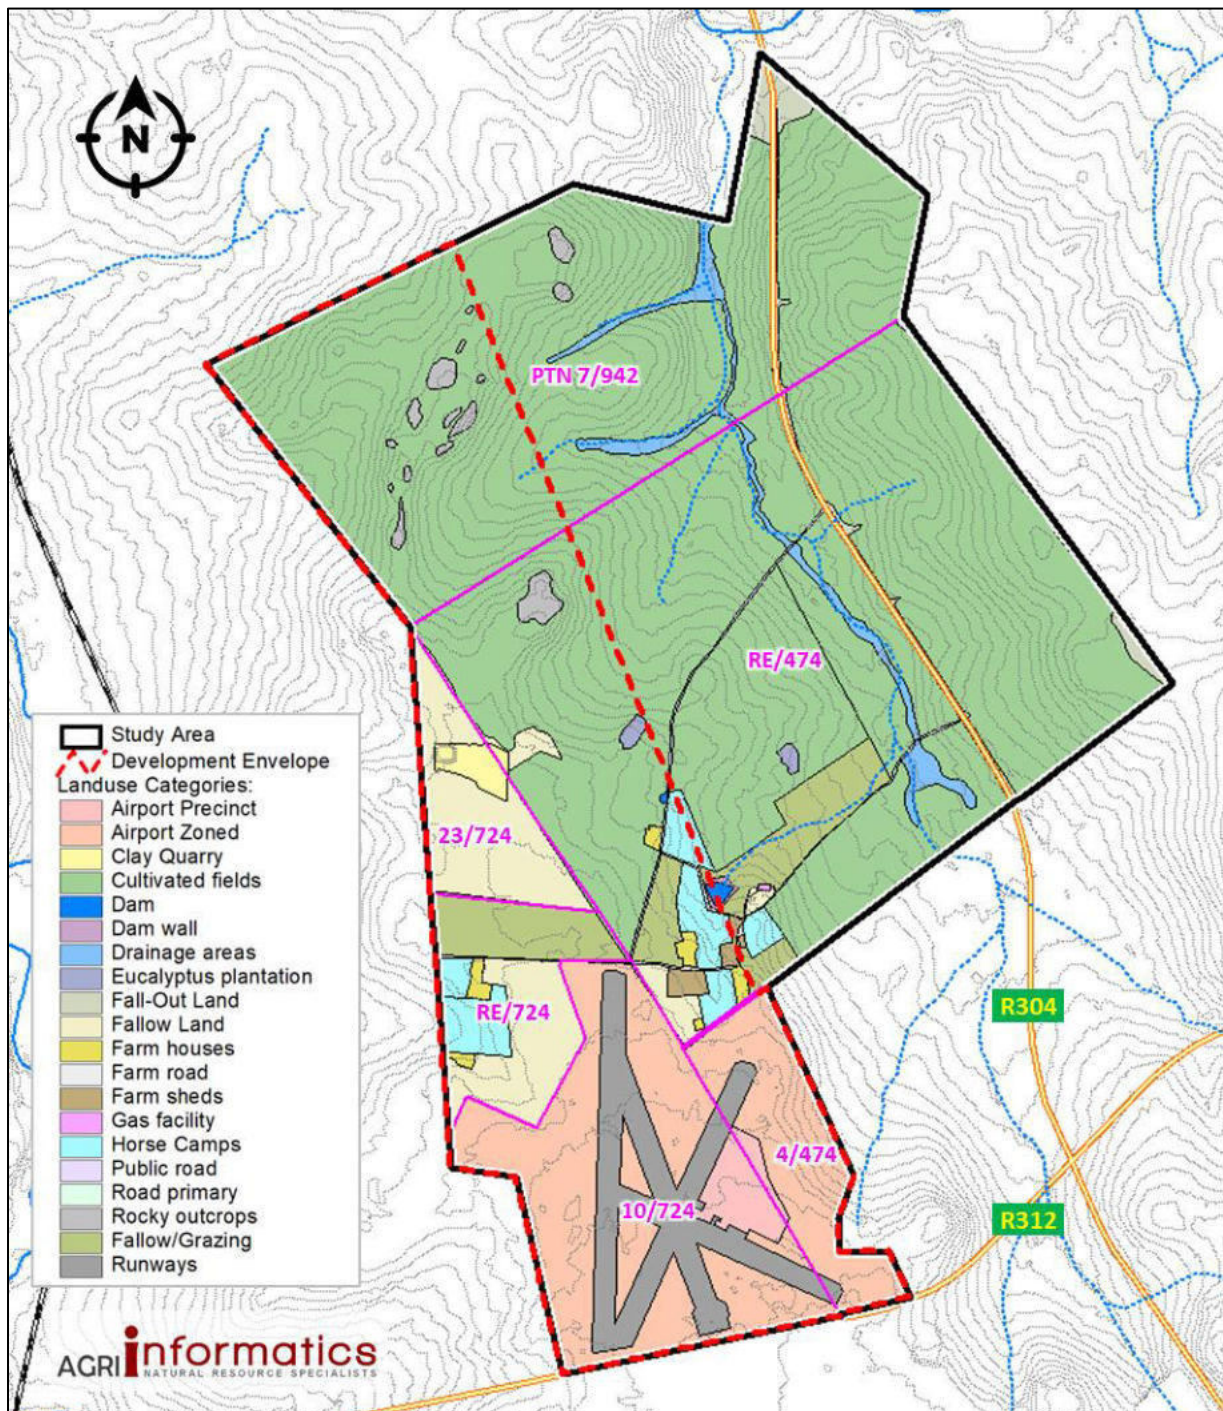 N
PTN 7/942
RE/474
Study Area
Development Envelope
Landuse Categories:
Airport Precinct
Airport Zoned
Clay Quarry
Cultivated fields
Dam
Dam wall
Drainage areas
Eucalyptus plantation
Fall-Out Land
Fallow Land
Farm houses
Farm road
Farm sheds
Gas facility
Horse Camps
Public road
Road primary
Rocky outcrops
Fallow/Grazing
Runways
23/724
RE/724
R304
4/474
10/724
R312
AGRI informatics
NATURAL RESOURCE SPECIALISTS